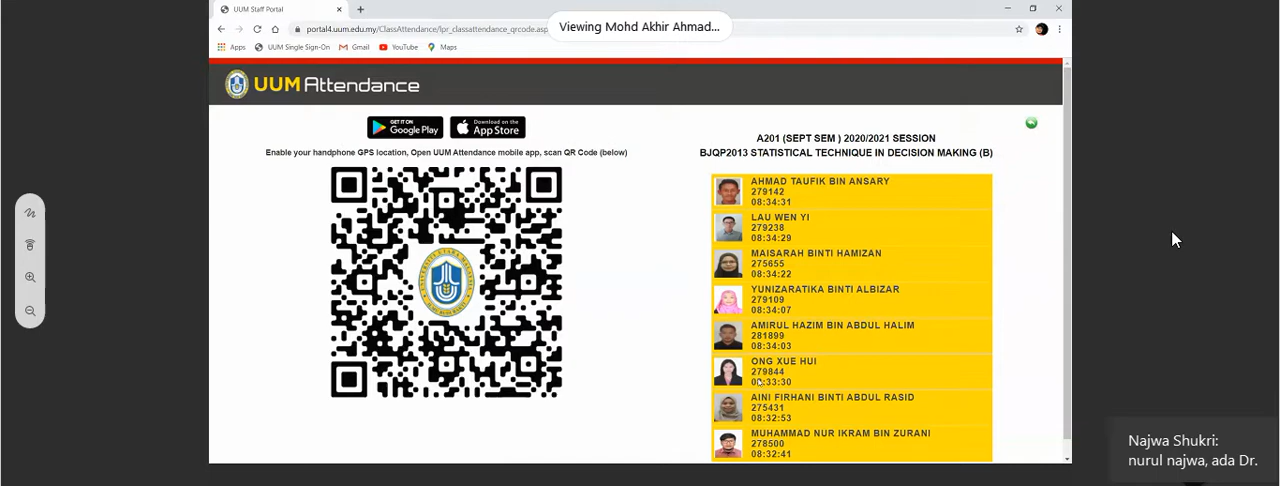 UUM Staff Portal
Viewing Mohd Akhir Ahmad...
portal4.uum.edu.my/ClassAttendance/lpr_classattendance_qrcode.asp
Apps
UUM Single Sign-On
Gmail
YouTube
Maps
UUM Attendance
GET IT ON
Google Play
Download on the
App Store
Enable your handphone GPS location, Open UUM Attendance mobile app, scan QR Code (below)
A201 (SEPT SEM ) 2020/2021 SESSION
BJQP2013 STATISTICAL TECHNIQUE IN DECISION MAKING (B)
AHMAD TAUFIK BIN ANSARY
279142
08:34:31
LAU WEN YI
279238
08:34:29
MAISARAH BINTI HAMIZAN
275655
08:34:22
YUNIZARATIKA BINTI ALBIZAR
279109
08:34:07
AMIRUL HAZIM BIN ABDUL HALIM
281899
08:34:03
ONG XUE HUI
279844
08:33:30
AINI FIRHANI BINTI ABDUL RASID
275431
08:32:53
MUHAMMAD NUR IKRAM BIN ZURANI
278500
08:32:41
Najwa Shukri:
nurul najwa, ada Dr.